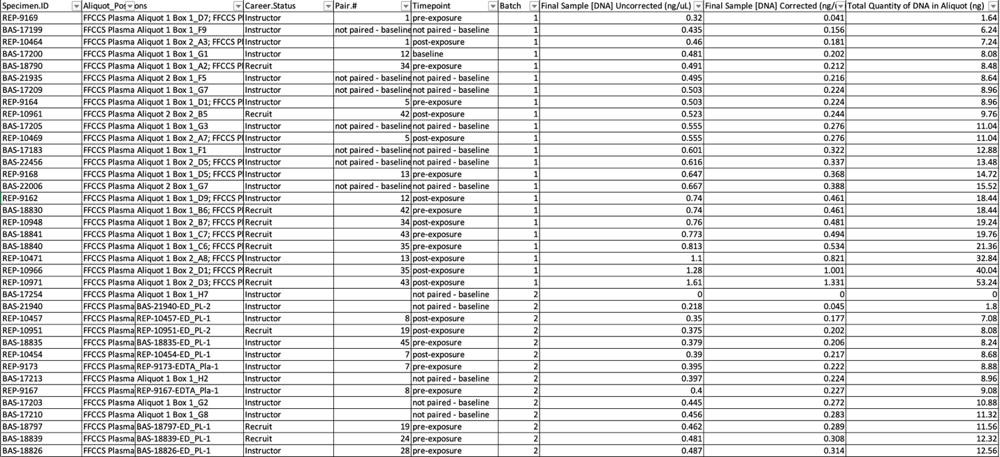 Specimen.ID Aliquot_Pos ons Career.Status Pair.# Timepoint Batch Final Sample [DNA] Uncorrected (ng/uL) Final Sample [DNA] Corrected (ng/ Total Quantity of DNA in Aliquot (ng)
REP-9169 FFCCS Plasma Aliquot 1 Box 1_D7; FFCCS Pl Instructor 1 pre-exposure 1 0.32 0.041 1.64
BAS-17199 FFCCS Plasma Aliquot 1 Box 1_F9 Instructor not paired - baseline not paired - baseline 1 0.435 0.156 6.24
REP-10464 FFCCS Plasma Aliquot 1 Box 2_A3; FFCCS Pl Instructor 1 post-exposure 1 0.46 0.181 7.24
BAS-17200 FFCCS Plasma Aliquot 1 Box 1_G1 Instructor 12 baseline 1 0.481 0.202 8.08
BAS-18790 FFCCS Plasma Aliquot 1 Box 1_A2; FFCCS Pl Recruit 34 pre-exposure 1 0.491 0.212 8.48
BAS-21935 FFCCS Plasma Aliquot 2 Box 1_F5 Instructor not paired - baseline not paired - baseline 1 0.495 0.216 8.64
BAS-17209 FFCCS Plasma Aliquot 1 Box 1_G7 Instructor not paired - baseline not paired - baseline 1 0.503 0.224 8.96
REP-9164 FFCCS Plasma Aliquot 1 Box 1_D1; FFCCS Pl Instructor 5 pre-exposure 1 0.503 0.224 8.96
REP-10961 FFCCS Plasma Aliquot 2 Box 2_B5 Recruit 42 post-exposure 1 0.523 0.244 9.76
BAS-17205 FFCCS Plasma Aliquot 1 Box 1_G3 Instructor not paired - baseline not paired - baseline 1 0.555 0.276 11.04
REP-10469 FFCCS Plasma Aliquot 1 Box 2_A7; FFCCS Pl Instructor 5 post-exposure 1 0.555 0.276 11.04
BAS-17183 FFCCS Plasma Aliquot 1 Box 1_F1 Instructor not paired - baseline not paired - baseline 1 0.601 0.322 12.88
BAS-22456 FFCCS Plasma Aliquot 1 Box 2_D5; FFCCS Pl Instructor not paired - baseline not paired - baseline 1 0.616 0.337 13.48
REP-9168 FFCCS Plasma Aliquot 1 Box 1_D5; FFCCS Pl Instructor 13 pre-exposure 1 0.647 0.368 14.72
BAS-22006 FFCCS Plasma Aliquot 2 Box 1_G7 Instructor not paired - baseline not paired - baseline 1 0.667 0.388 15.52
REP-9162 FFCCS Plasma Aliquot 1 Box 1_D9; FFCCS Pl Instructor 12 post-exposure 1 0.74 0.461 18.44
BAS-18830 FFCCS Plasma Aliquot 1 Box 1_B6; FFCCS Pl Recruit 42 pre-exposure 1 0.74 0.461 18.44
REP-10948 FFCCS Plasma Aliquot 1 Box 2_B7; FFCCS Pl Recruit 34 post-exposure 1 0.76 0.481 19.24
BAS-18841 FFCCS Plasma Aliquot 1 Box 1_C7; FFCCS Pl Recruit 43 pre-exposure 1 0.773 0.494 19.76
BAS-18840 FFCCS Plasma Aliquot 1 Box 1_C6; FFCCS Pl Recruit 35 pre-exposure 1 0.813 0.534 21.36
REP-10471 FFCCS Plasma Aliquot 1 Box 2_A8; FFCCS Pl Instructor 13 post-exposure 1 1.1 0.821 32.84
REP-10966 FFCCS Plasma Aliquot 1 Box 2_D1; FFCCS Pl Recruit 35 post-exposure 1 1.28 1.001 40.04
REP-10971 FFCCS Plasma Aliquot 1 Box 2_D3; FFCCS Pl Recruit 43 post-exposure 1 1.61 1.331 53.24
BAS-17254 FFCCS Plasma Aliquot 1 Box 1_H7 Instructor not paired - baseline 2 0 0 0
BAS-21940 FFCCS Plasma BAS-21940-ED_PL-2 Instructor not paired - baseline 2 0.218 0.045 1.8
REP-10457 FFCCS Plasma REP-10457-ED_PL-1 Instructor 8 post-exposure 2 0.35 0.177 7.08
REP-10951 FFCCS Plasma REP-10951-ED_PL-2 Recruit 19 post-exposure 2 0.375 0.202 8.08
BAS-18835 FFCCS Plasma BAS-18835-ED_PL-1 Instructor 45 pre-exposure 2 0.379 0.206 8.24
REP-10454 FFCCS Plasma REP-10454-ED_PL-1 Instructor 7 post-exposure 2 0.39 0.217 8.68
REP-9173 FFCCS Plasma REP-9173-EDTA_Pla-1 Instructor 7 pre-exposure 2 0.395 0.222 8.88
BAS-17213 FFCCS Plasma Aliquot 1 Box 1_H2 Instructor not paired - baseline 2 0.397 0.224 8.96
REP-9167 FFCCS Plasma REP-9167-EDTA_Pla-1 Instructor 8 pre-exposure 2 0.4 0.227 9.08
BAS-17203 FFCCS Plasma Aliquot 1 Box 1_G2 Instructor not paired - baseline 2 0.445 0.272 10.88
BAS-17210 FFCCS Plasma Aliquot 1 Box 1_G8 Instructor not paired - baseline 2 0.456 0.283 11.32
BAS-18797 FFCCS Plasma BAS-18797-ED_PL-1 Recruit 19 pre-exposure 2 0.462 0.289 11.56
BAS-18839 FFCCS Plasma BAS-18839-ED_PL-1 Recruit 24 pre-exposure 2 0.481 0.308 12.32
BAS-18826 FFCCS Plasma BAS-18826-ED_PL-1 Instructor 28 pre-exposure 2 0.487 0.314 12.56